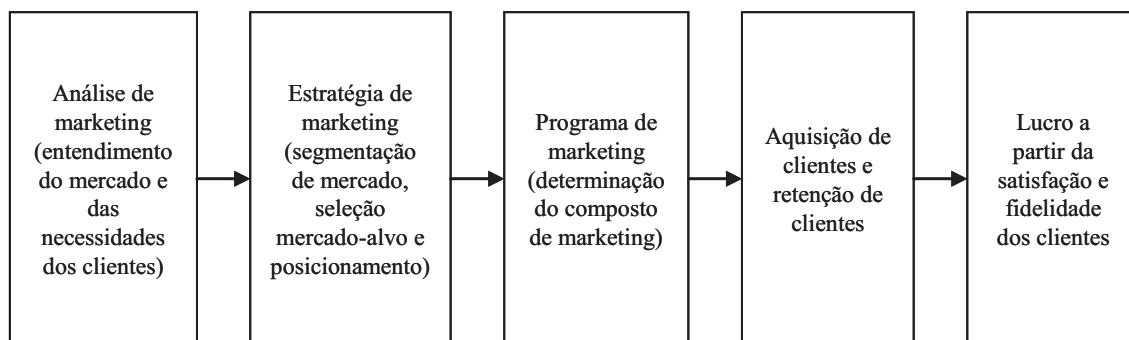 Análise de
marketing
(entendimento
do mercado e
das
necessidades
dos clientes)
Estratégia de
marketing
(segmentação
de mercado,
seleção
mercado-alvo e
posicionamento)
Programa de
marketing
(determinação
do composto
de marketing)
Aquisição de
clientes e
retenção de
clientes
Lucro a
partir da
satisfação e
fidelidade
dos clientes